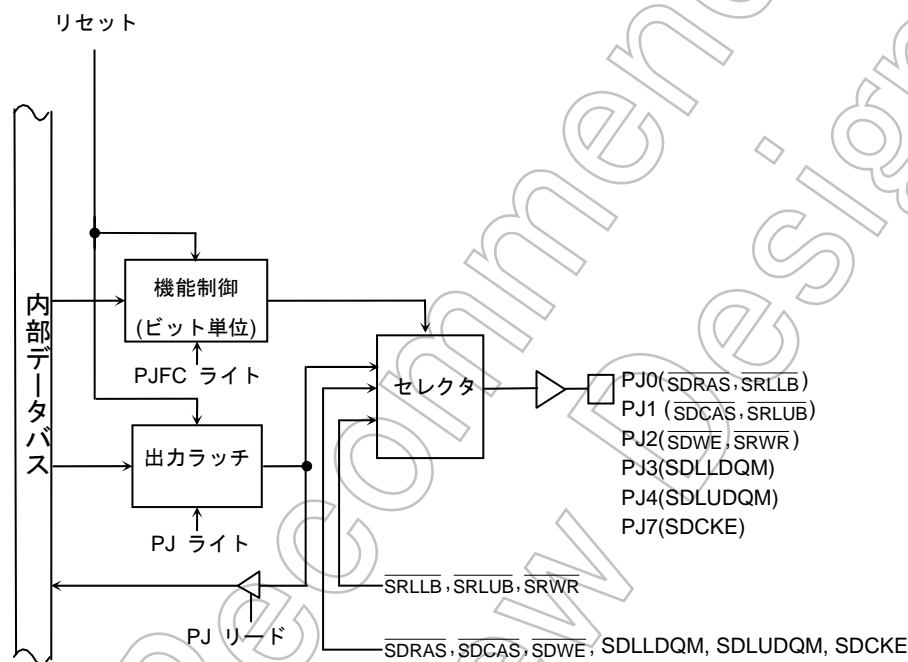 リセット
内部データバス
機能制御
(ビット単位)
PJFC ライト
セレクタ
出力ラッチ
PJ ライト
PJ リード
PJ0(SDRAS, SRLLB)
PJ1 (SDCAS, SRLUB)
PJ2(SDWE, SRWR)
PJ3(SDLLDQM)
PJ4(SDLUDQM)
PJ7(SDCKE)
SRLLB, SRLUB, SRWR
SDRAS, SDCAS, SDWE, SDLLDQM, SDLUDQM, SDCKE